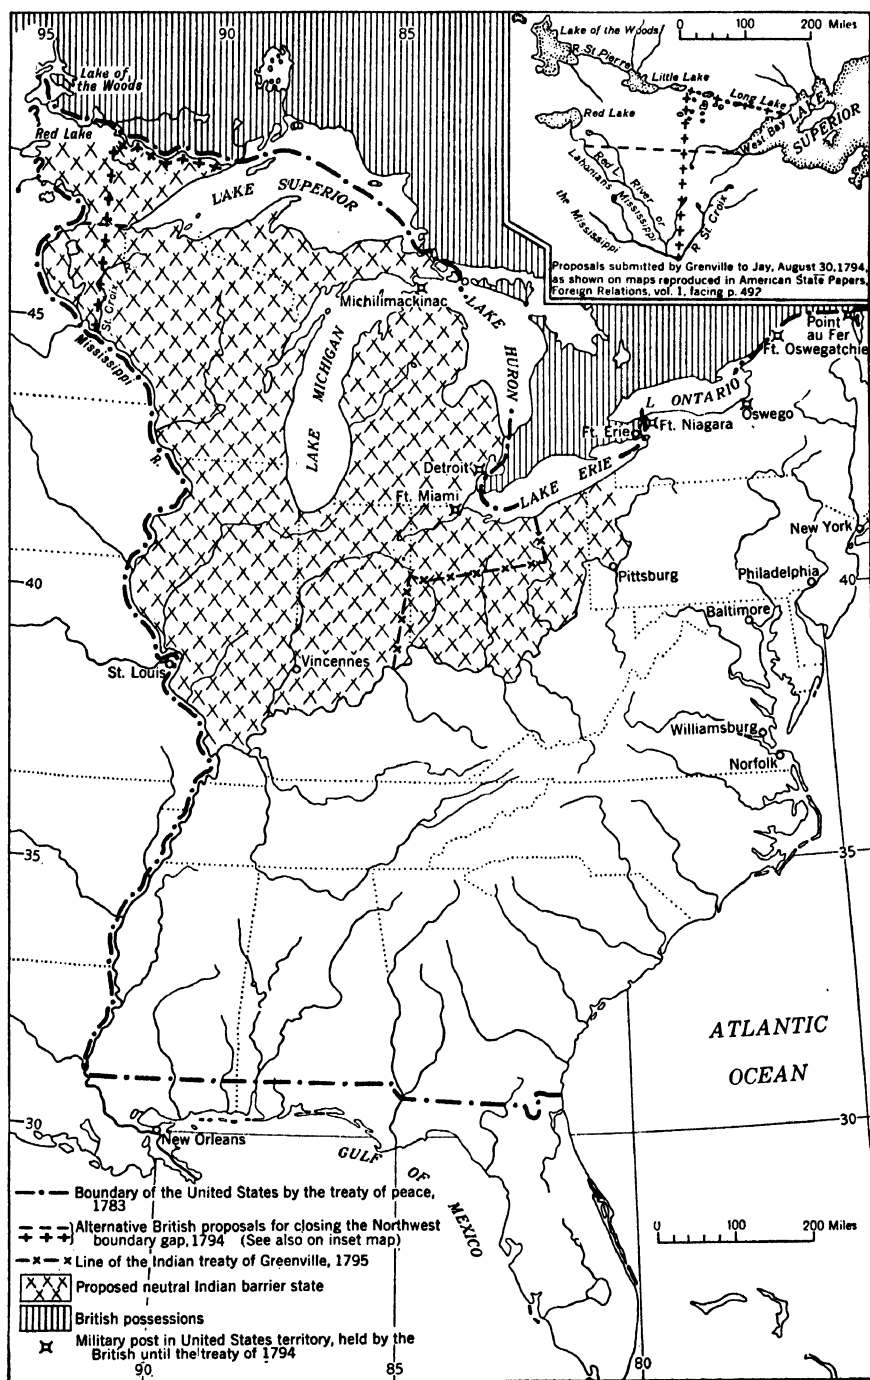 95
90
85
Lake of
the Woods
Red Lake
LAKE SUPERIOR
Michilimackinac
LAKE HURON
LAKE MICHIGAN
45
St. Croix R.
Mississippi
R.
Detroit
Ft. Miami
LAKE ERIE
Ft. Erie
Ft. Niagara
L ONTARIO
Oswego
Point
au Fer
Ft. Oswegatchie
New York
40
Pittsburg
Philadelphia
40
Baltimore
St. Louis
Vincennes
Williamsburg
Norfolk
35
35
ATLANTIC
OCEAN
30
30
New Orleans
GULF OF MEXICO
Lake of the Woods
R. St Pierre
Little Lake
Long Lake
Red Lake
West Bay
LAKE
SUPERIOR
Red L.
River or
Lahontans Mississippi
the Mississippi
R. St. Croix
0 100 200 Miles
Proposals submitted by Grenville to Jay, August 30, 1794,
as shown on maps reproduced in American State Papers,
Foreign Relations, vol. 1, facing p. 492
Boundary of the United States by the treaty of peace,
1783
Alternative British proposals for closing the Northwest
boundary gap, 1794 (See also on inset map)
Line of the Indian treaty of Greenville, 1795
Proposed neutral Indian barrier state
British possessions
Military post in United States territory, held by the
British until the treaty of 1794
0 100 200 Miles
90
85
80